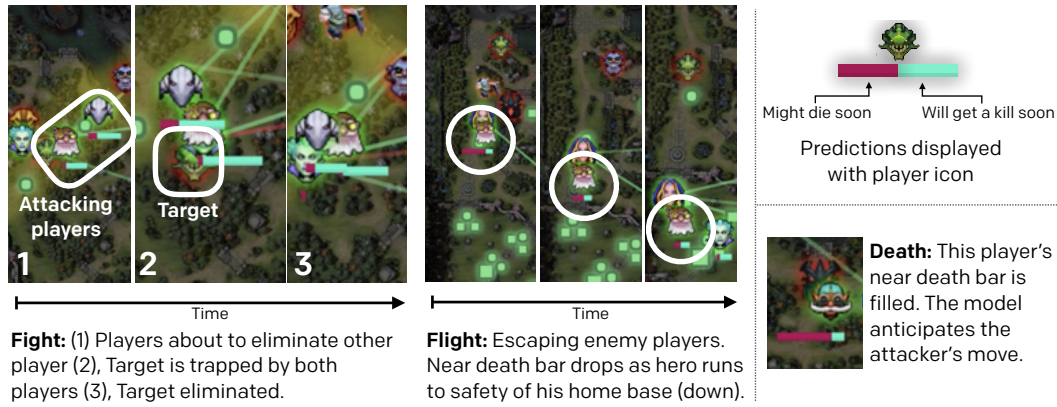 Attacking
players
Target
1
2
3
Time
Fight: (1) Players about to eliminate other
player (2), Target is trapped by both
players (3), Target eliminated.
Time
Flight: Escaping enemy players.
Near death bar drops as hero runs
to safety of his home base (down).
Might die soon
Will get a kill soon
Predictions displayed
with player icon
Death: This player's
near death bar is
filled. The model
anticipates the
attacker's move.